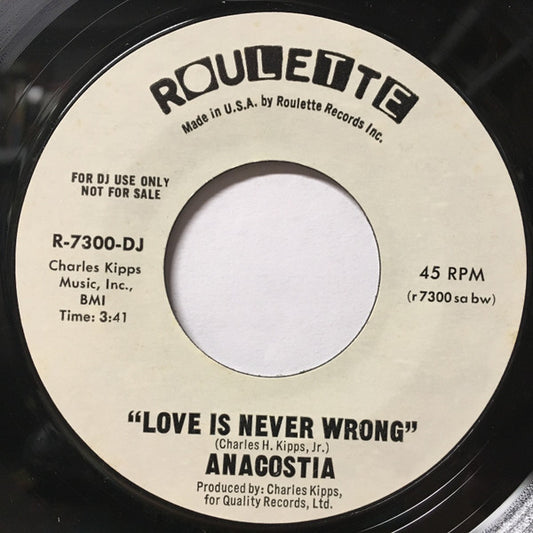 ROULETTE
Made in U.S.A. by Roulette Records Inc.
FOR DJ USE ONLY
NOT FOR SALE
R-7300-DJ
Charles Kipps
Music, Inc.,
BMI
Time: 3:41
45 RPM
(r 7300 sa bw)
"LOVE IS NEVER WRONG"
(Charles H. Kipps, Jr.)
ANACOSTIA
Produced by: Charles Kipps,
for Quality Records, Ltd.